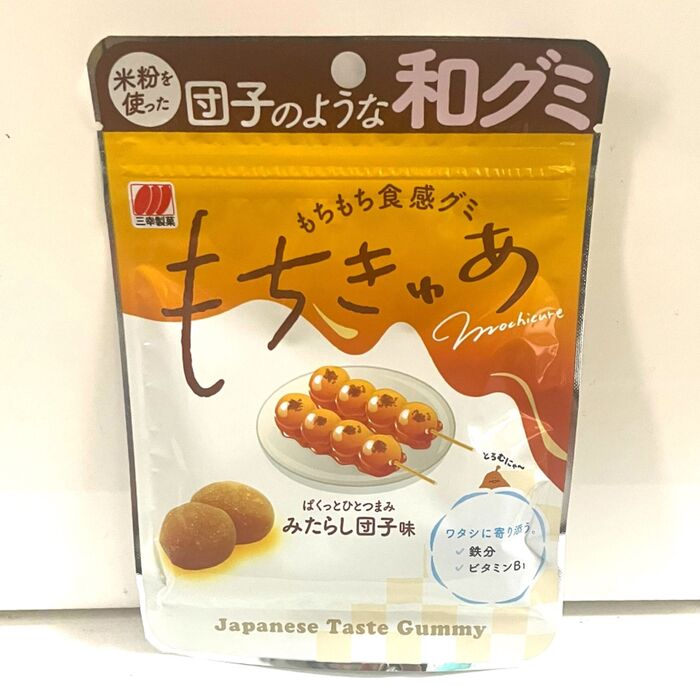 米粉を
使った
団子のような和グミ
三幸製菓
もちもち食感グミ
もちきゅあ
mochicure
とろむにゅ〜
ぱくっとひとつまみ
みたらし団子味
ワタシに寄り添う。
鉄分
ビタミンB1
Japanese Taste Gummy